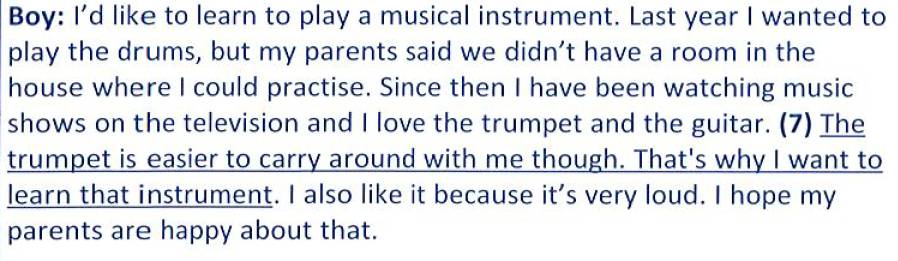 Boy: I’d like to learn to play a musical instrument. Last year I wanted to
play the drums, but my parents said we didn’t have a room in the
house where I could practise. Since then I have been watching music
shows on the television and I love the trumpet and the guitar. (7) The
trumpet is easier to carry around with me though. That's why I want to
learn that instrument. I also like it because it’s very loud. I hope my
parents are happy about that.